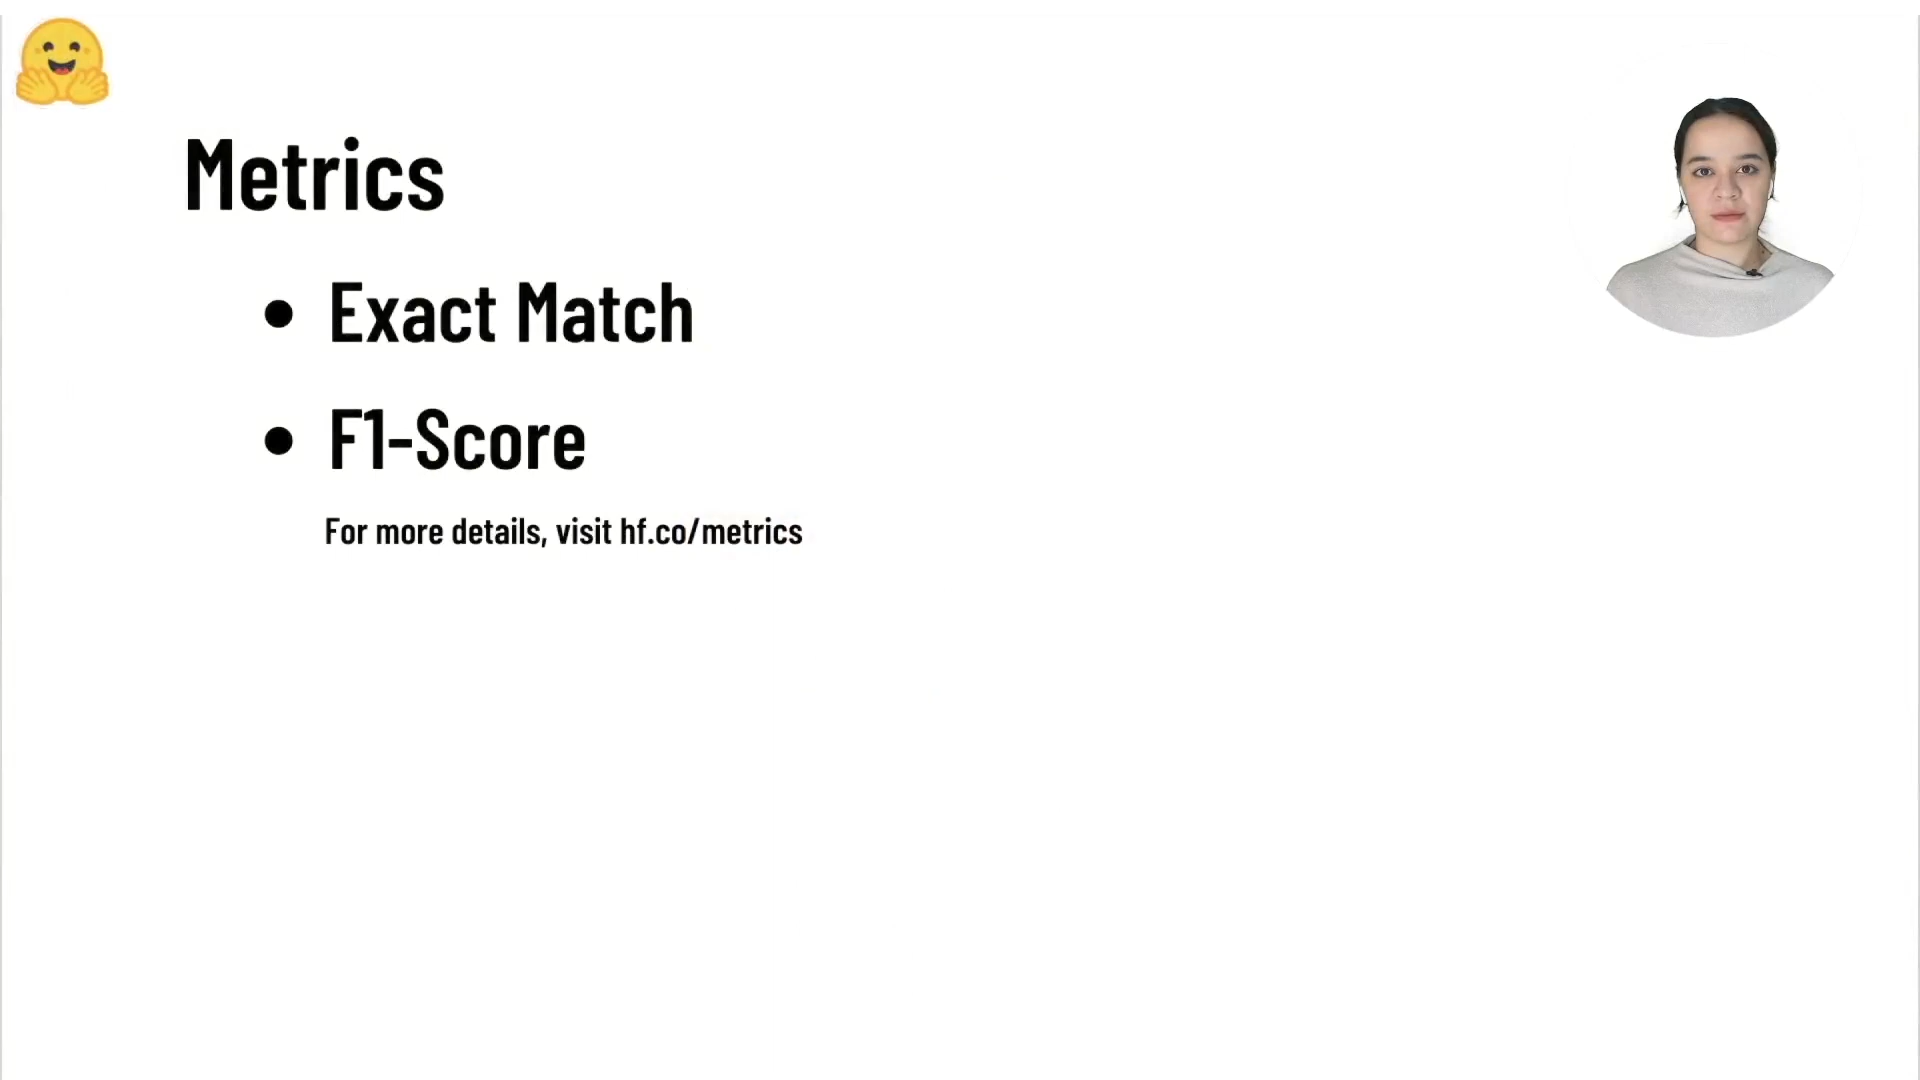 Metrics
• Exact Match
• F1-Score
For more details, visit hf.co/metrics